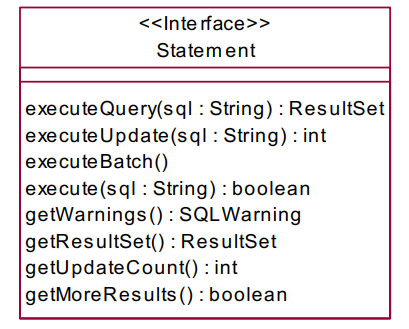 <<Interface>>
Statement
executeQuery(sql : String) : ResultSet
executeUpdate(sql : String) : int
executeBatch()
execute(sql : String) : boolean
getWarnings() : SQLWarning
getResultSet() : ResultSet
getUpdateCount() : int
getMoreResults() : boolean